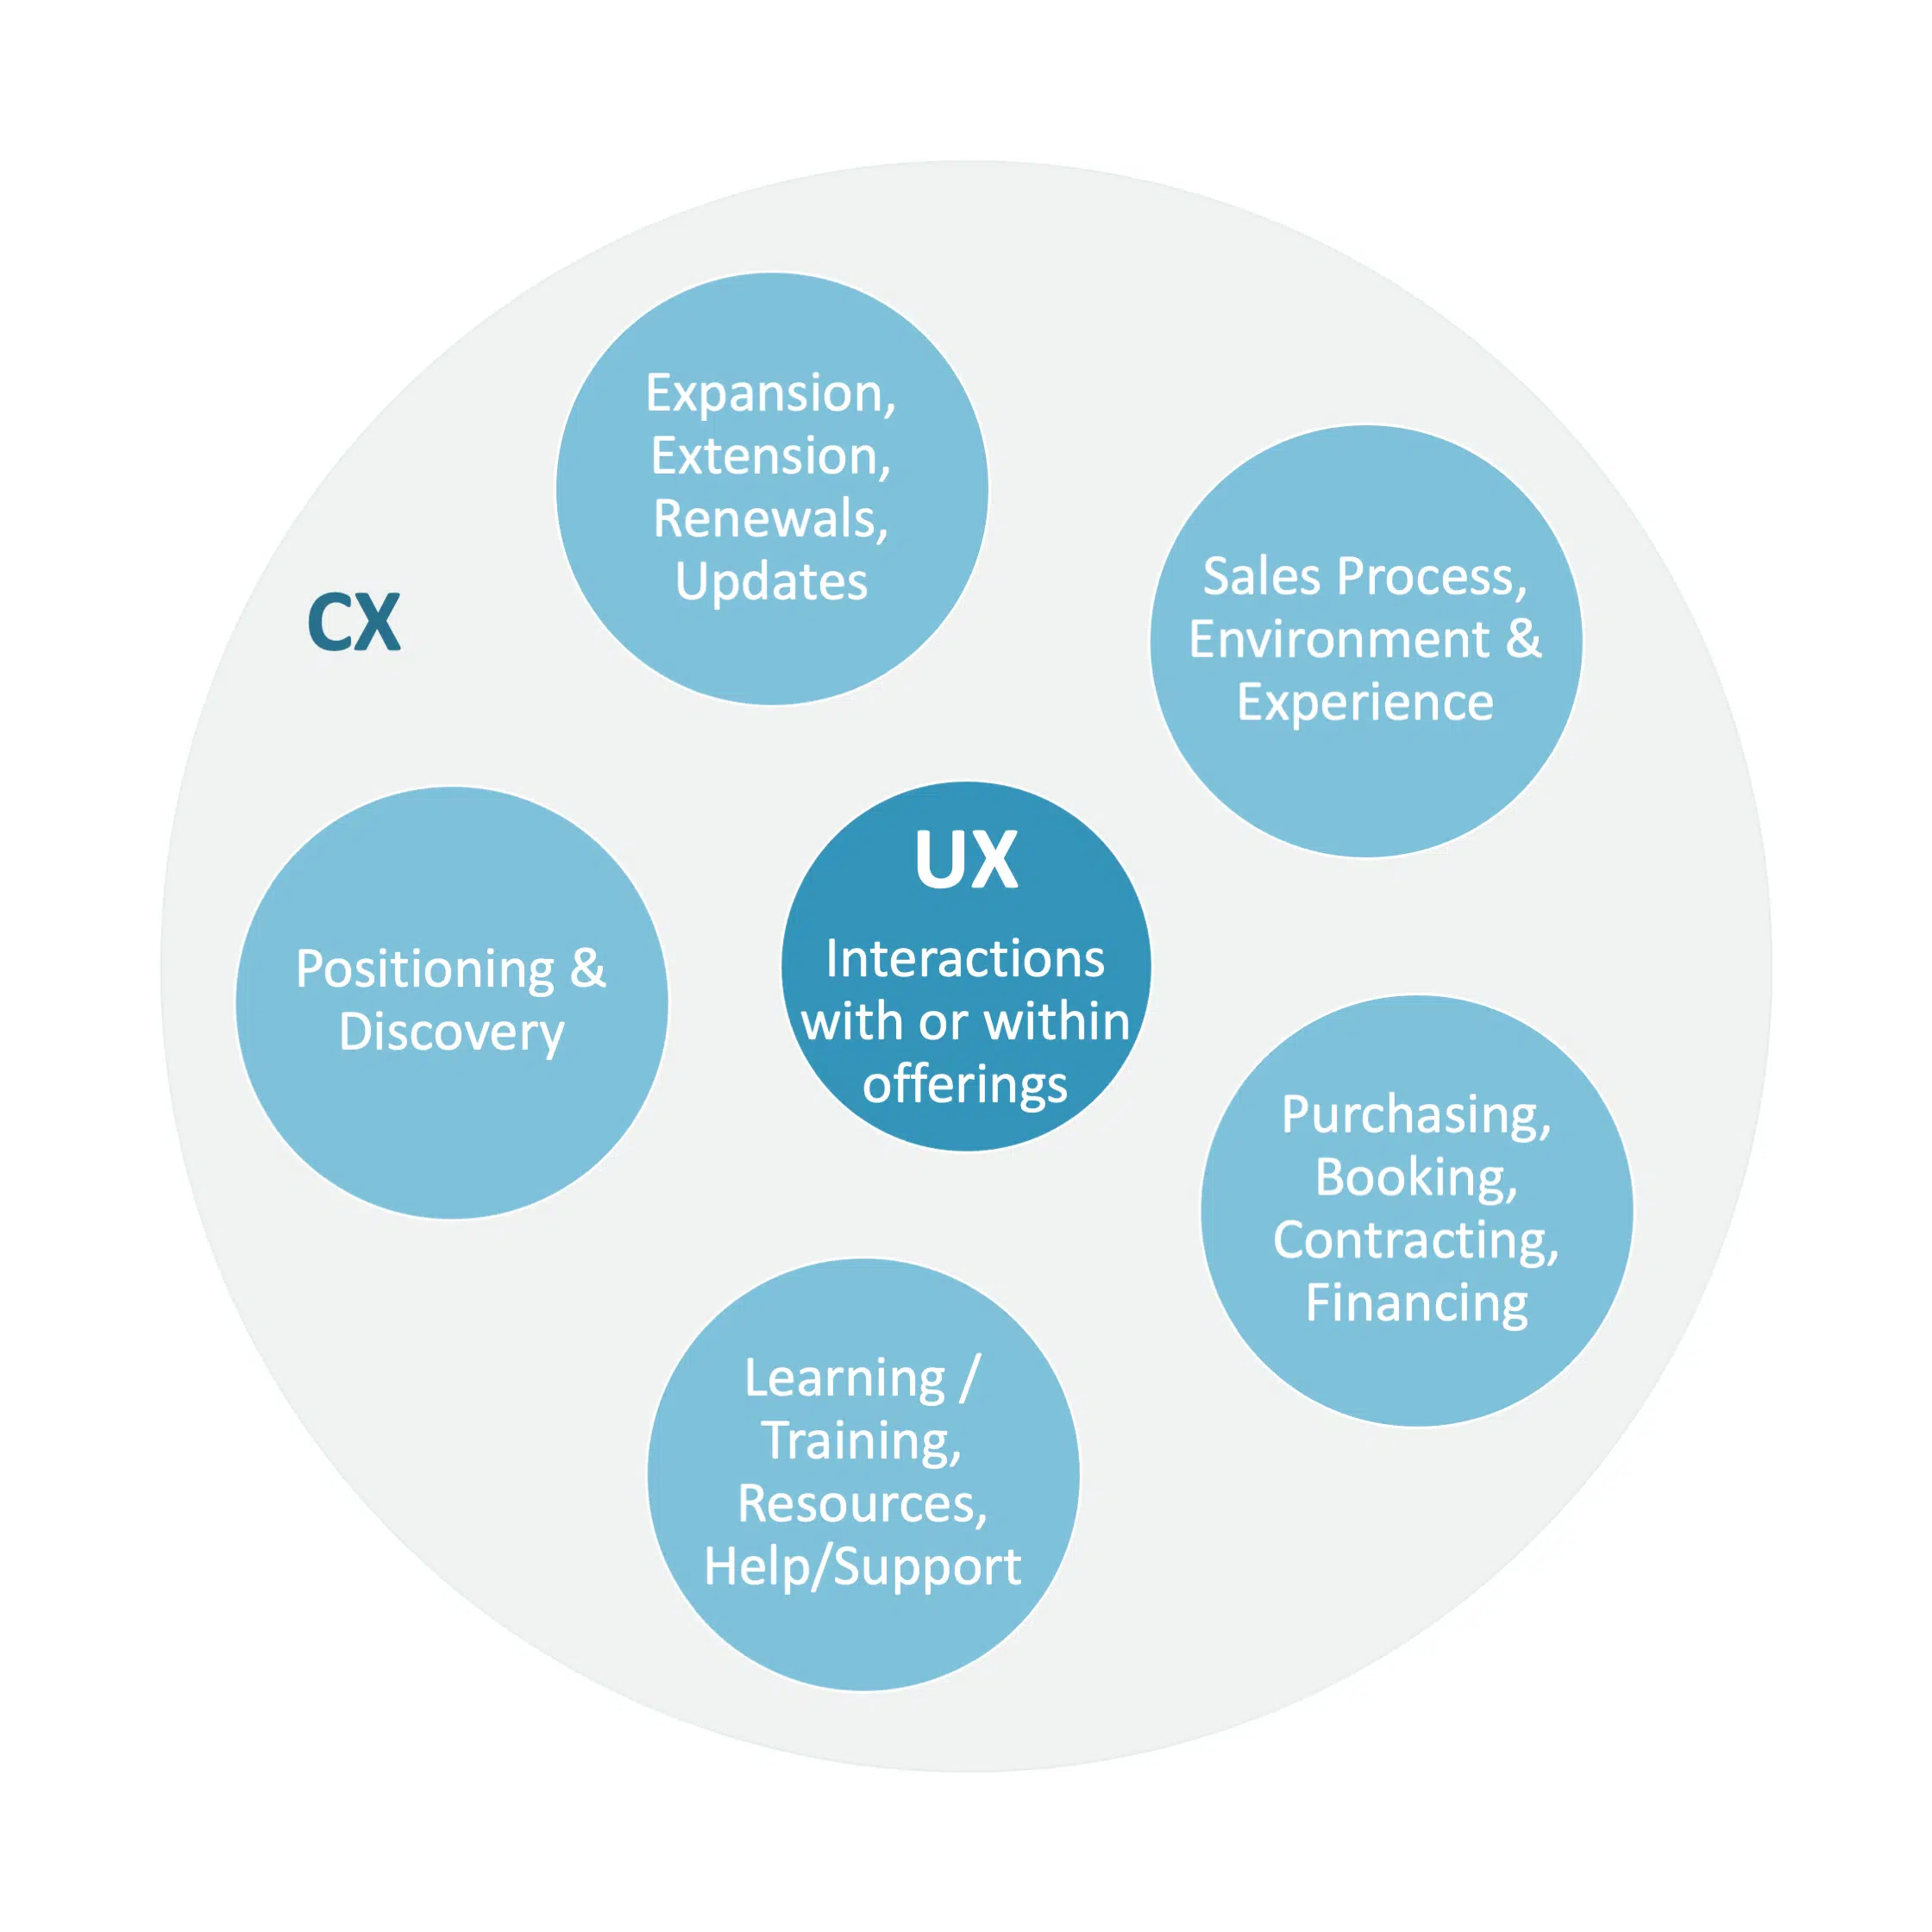 Expansion,
Extension,
Renewals,
Updates
CX
Sales Process,
Environment &
Experience
UX
Interactions
with or within
offerings
Positioning &
Discovery
Purchasing,
Booking,
Contracting,
Financing
Learning /
Training,
Resources,
Help/Support